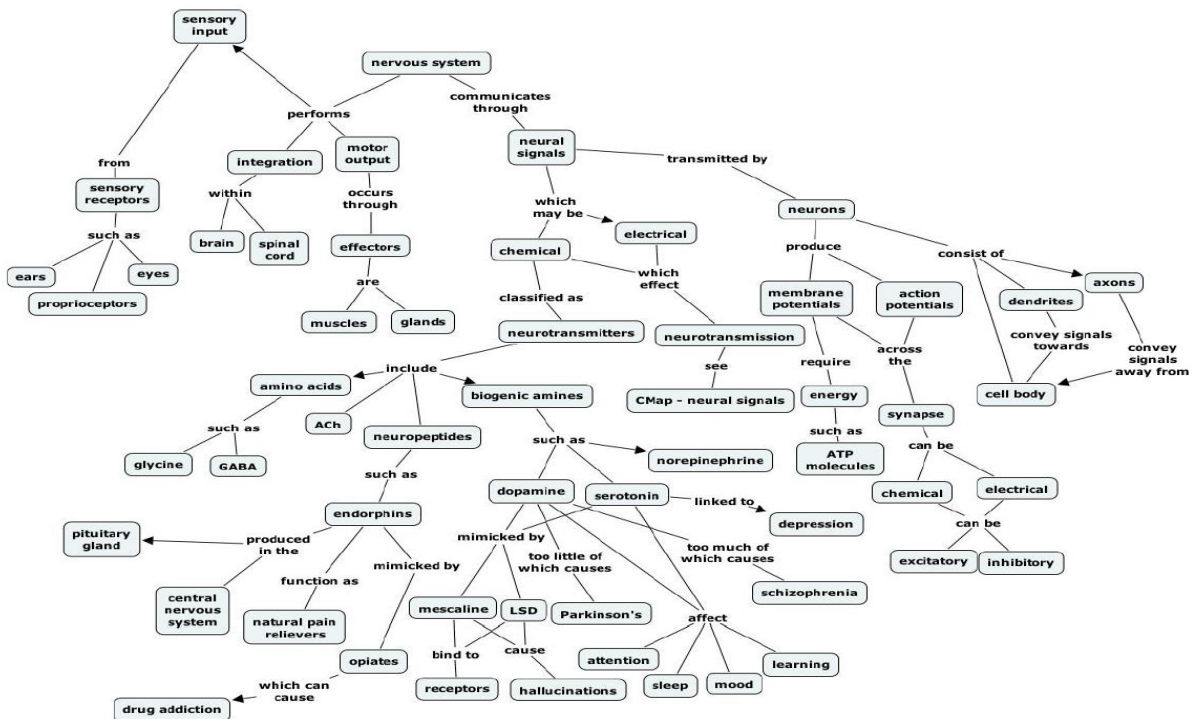 sensory
input
nervous system
communicates
through
performs
neural
signals
motor
output
integration
transmitted by
from
sensory
receptors
within
occurs
through
which
may be
neurons
such as
brain
spinal
cord
effectors
chemical
electrical
produce
consist of
ears
eyes
proprioceptors
are
which
effect
membrane
potentials
action
potentials
dendrites
axons
classified as
muscles
glands
neurotransmitters
neurotransmission
convey signals
towards
convey
signals
away from
across
the
require
include
see
amino acids
biogenic amines
CMap - neural signals
energy
cell body
ACh
synapse
such as
neuropeptides
such as
such as
can be
glycine
GABA
norepinephrine
ATP
molecules
such as
dopamine
serotonin
linked to
chemical
electrical
endorphins
depression
can be
pituitary
gland
produced
in the
mimicked by
too little of
which causes
too much of
which causes
excitatory
inhibitory
function as
mimicked by
schizophrenia
central
nervous
system
natural pain
relievers
mescaline
LSD
Parkinson's
affect
opiates
bind to
cause
attention
learning
receptors
hallucinations
sleep
mood
which can
cause
drug addiction